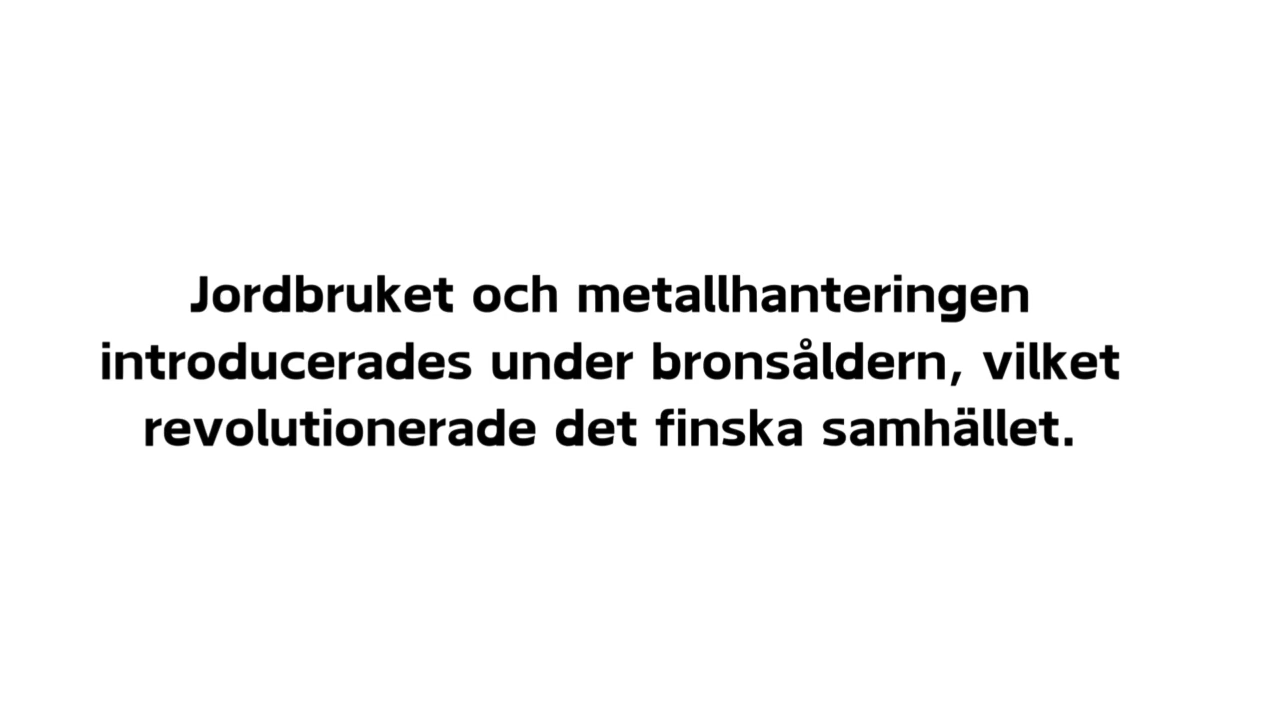 Jordbruket och metallhanteringen
introducerades under bronsåldern, vilket
revolutionerade det finska samhället.